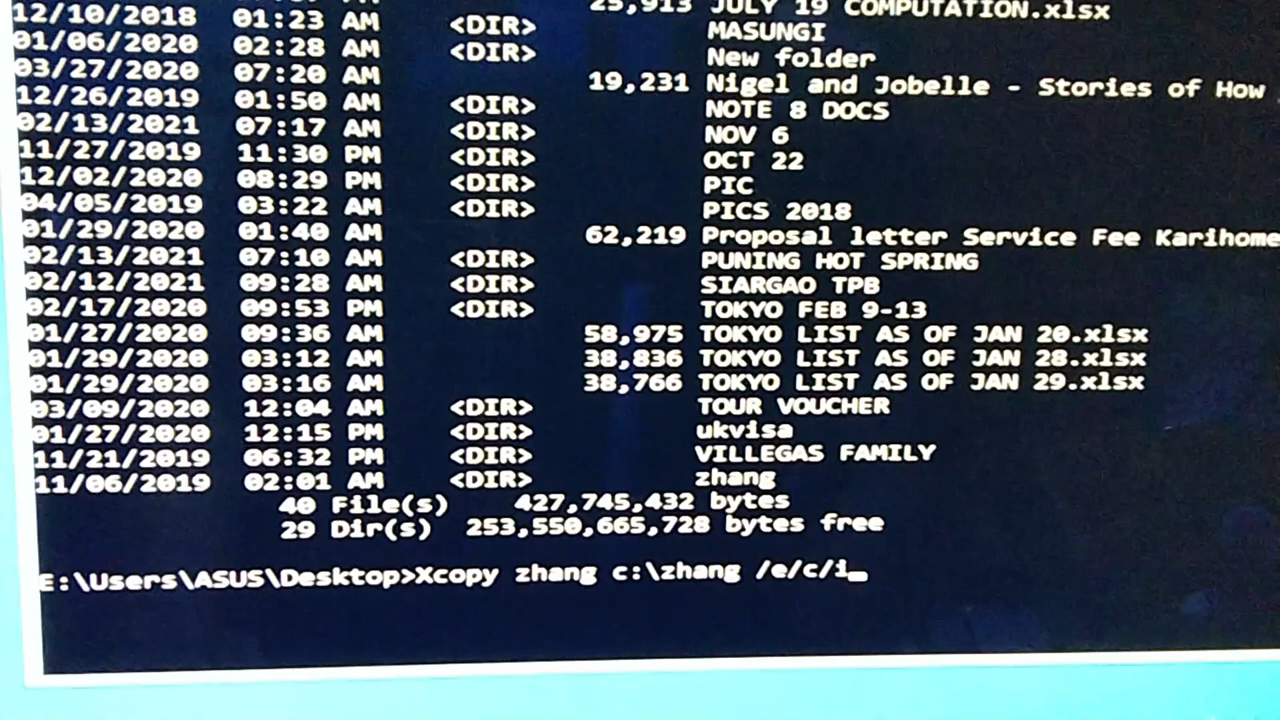 25,913 JULY 19 COMPUTATION.xlsx
12/10/2018 01:23 AM <DIR> MASUNGI
01/06/2020 02:28 AM <DIR> New folder
03/27/2020 07:20 AM 19,231 Nigel and Jobelle - Stories of How
12/26/2019 01:50 AM <DIR> NOTE 8 DOCS
02/13/2021 07:17 AM <DIR> NOV 6
11/27/2019 11:30 PM <DIR> OCT 22
12/02/2020 08:29 PM <DIR> PIC
04/05/2019 03:22 AM <DIR> PICS 2018
01/29/2020 01:40 AM 62,219 Proposal letter Service Fee Karihome
02/13/2021 07:10 AM <DIR> PUNING HOT SPRING
02/12/2021 09:28 AM <DIR> SIARGAO TPB
02/17/2020 09:53 PM <DIR> TOKYO FEB 9-13
01/27/2020 09:36 AM 58,975 TOKYO LIST AS OF JAN 20.xlsx
01/29/2020 03:12 AM 38,836 TOKYO LIST AS OF JAN 28.xlsx
01/29/2020 03:16 AM 38,766 TOKYO LIST AS OF JAN 29.xlsx
03/09/2020 12:04 AM <DIR> TOUR VOUCHER
01/27/2020 12:15 PM <DIR> ukvisa
11/21/2019 06:32 PM <DIR> VILLEGAS FAMILY
11/06/2019 02:01 AM <DIR> zhang
40 File(s) 427,745,432 bytes
29 Dir(s) 253,550,665,728 bytes free
E:\Users\ASUS\Desktop>Xcopy zhang c:\zhang /e/c/i_